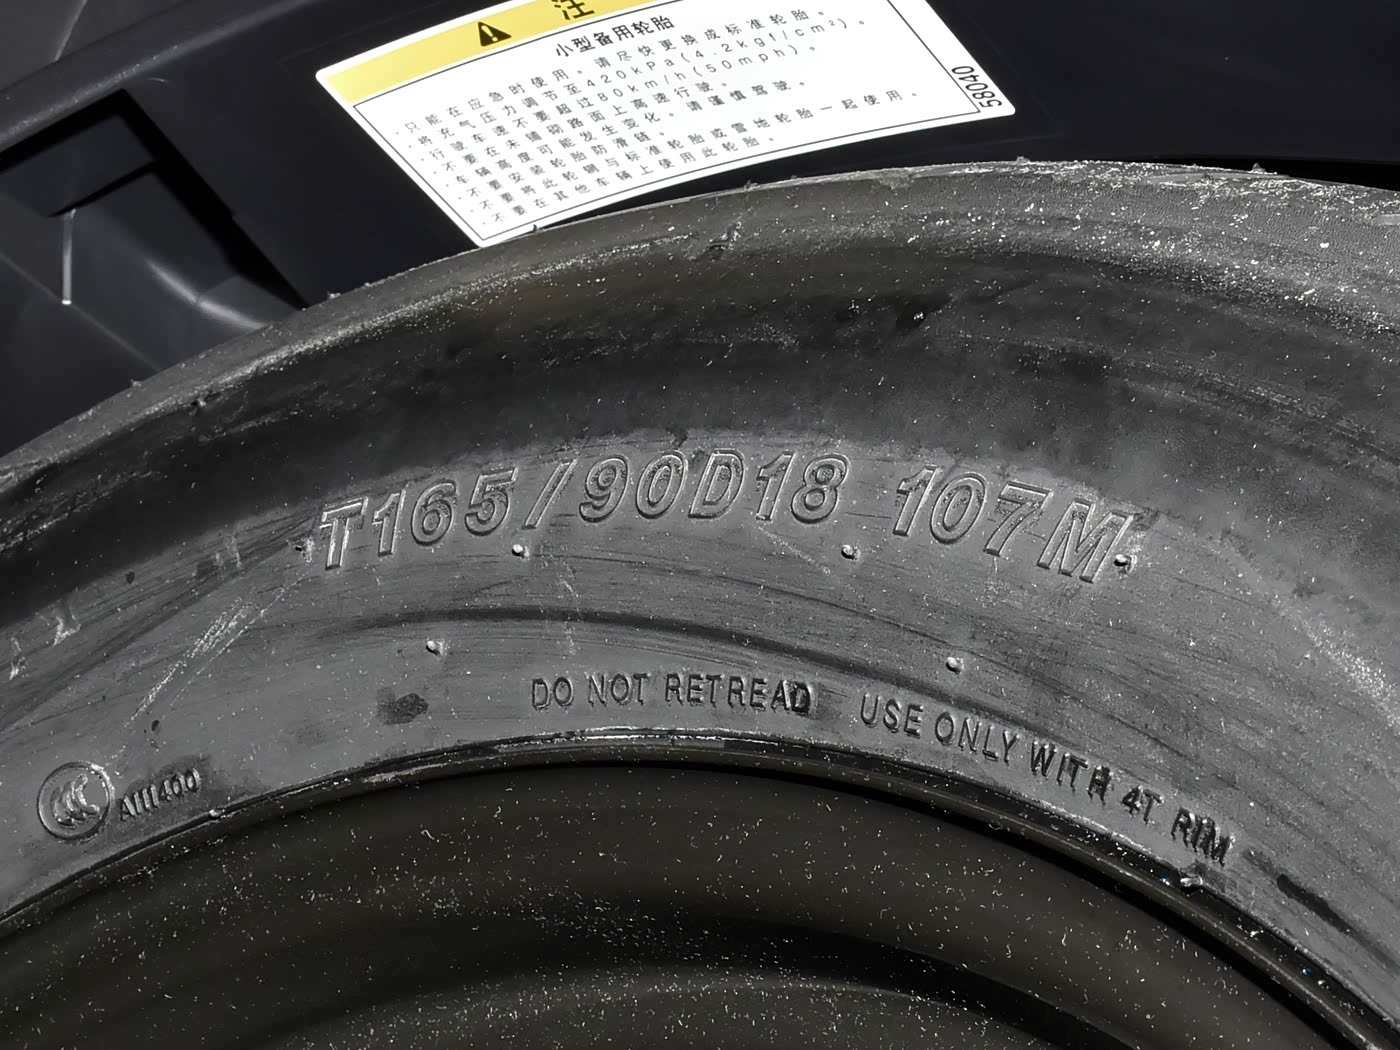 注
小型备用轮胎
·只能在应急时使用。请尽快更换成标准轮胎。
·将充气压力调节至420kPa(4.2kgf/cm²)。
·行驶车速不要超过80km/h(50mph)。
·不要在未铺砌路面上高速行驶。
·车辆高度可能发生变化。请谨慎驾驶。
·不要安装轮胎防滑链。
·不要将此轮辋与标准轮胎或雪地轮胎一起使用。
·不要在其他车辆上使用此轮胎。
58040
T165/90D18 107M
DO NOT RETREAD USE ONLY WITH 4T RIM
CCC A111400